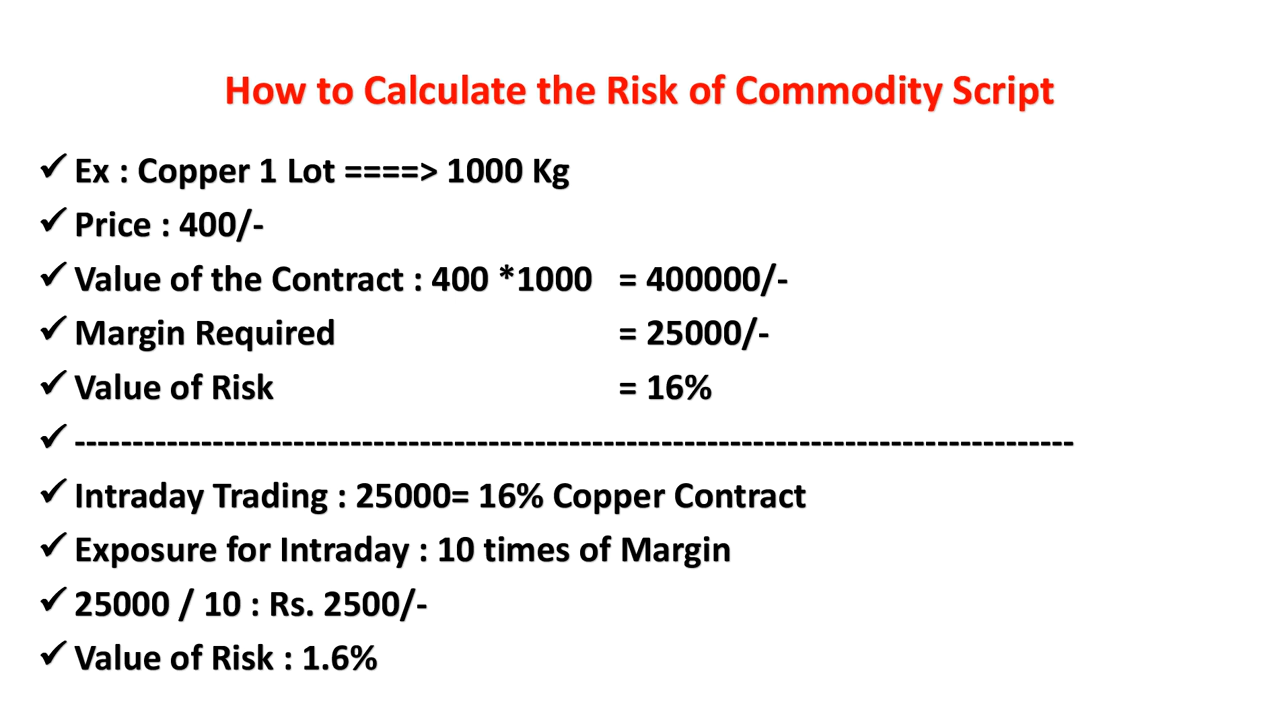 How to Calculate the Risk of Commodity Script
✓ Ex : Copper 1 Lot ====> 1000 Kg
✓ Price : 400/-
✓ Value of the Contract : 400 *1000 = 400000/-
✓ Margin Required = 25000/-
✓ Value of Risk = 16%
✓ ---------------------------------------------------------------------------------------
✓ Intraday Trading : 25000= 16% Copper Contract
✓ Exposure for Intraday : 10 times of Margin
✓ 25000 / 10 : Rs. 2500/-
✓ Value of Risk : 1.6%